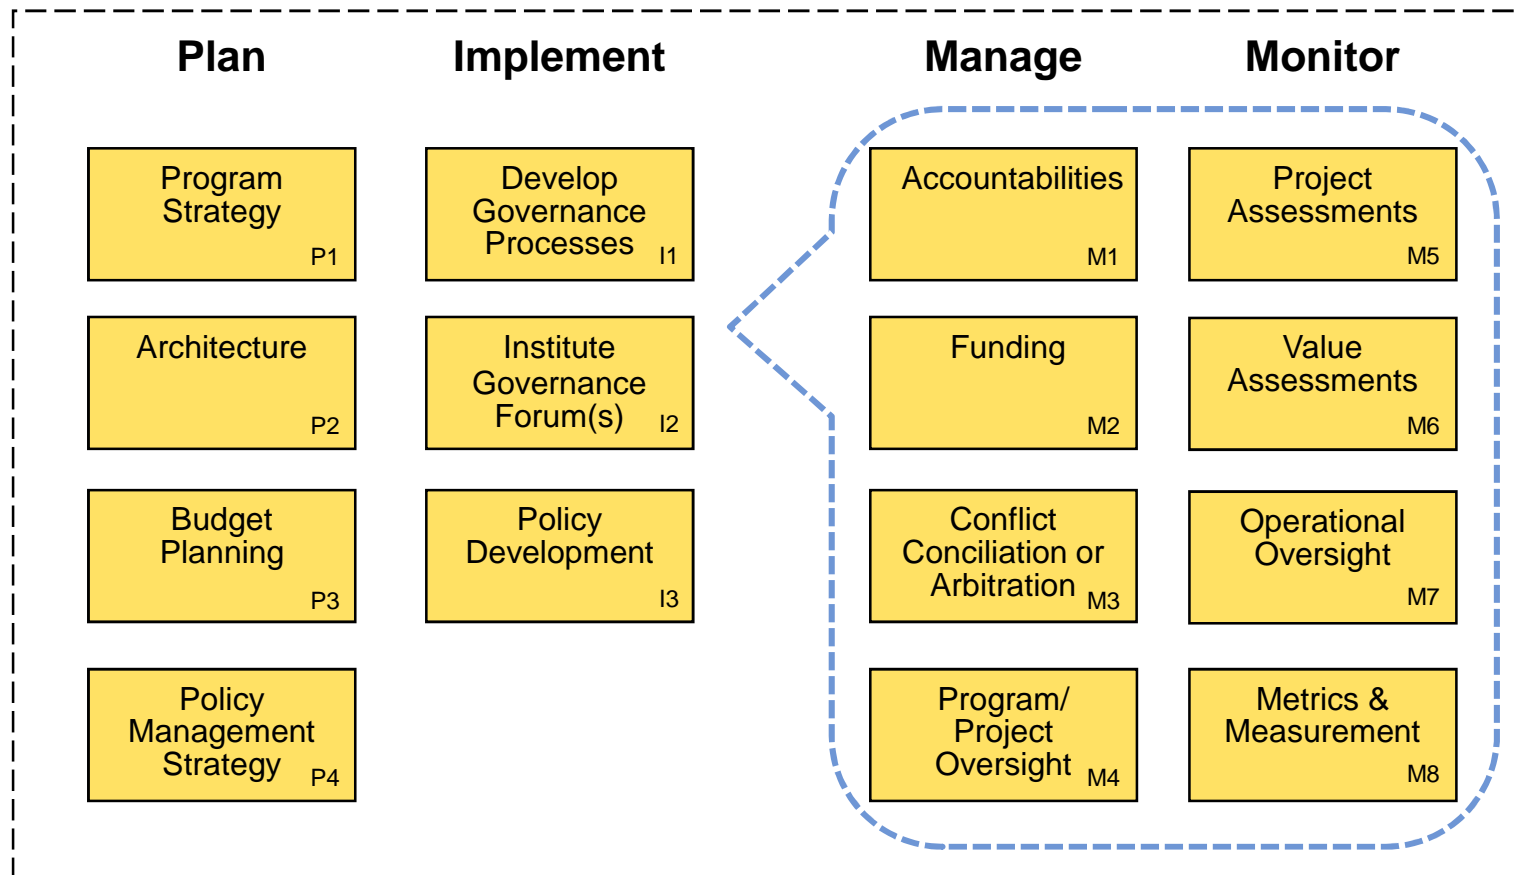 Plan
Implement
Manage
Monitor
Program
Strategy
P1
Develop
Governance
Processes
I1
Accountabilities
M1
Project
Assessments
M5
Architecture
P2
Institute
Governance
Forum(s)
I2
Funding
M2
Value
Assessments
M6
Budget
Planning
P3
Policy
Development
I3
Conflict
Conciliation or
Arbitration
M3
Operational
Oversight
M7
Policy
Management
Strategy
P4
Program/
Project
Oversight
M4
Metrics &
Measurement
M8